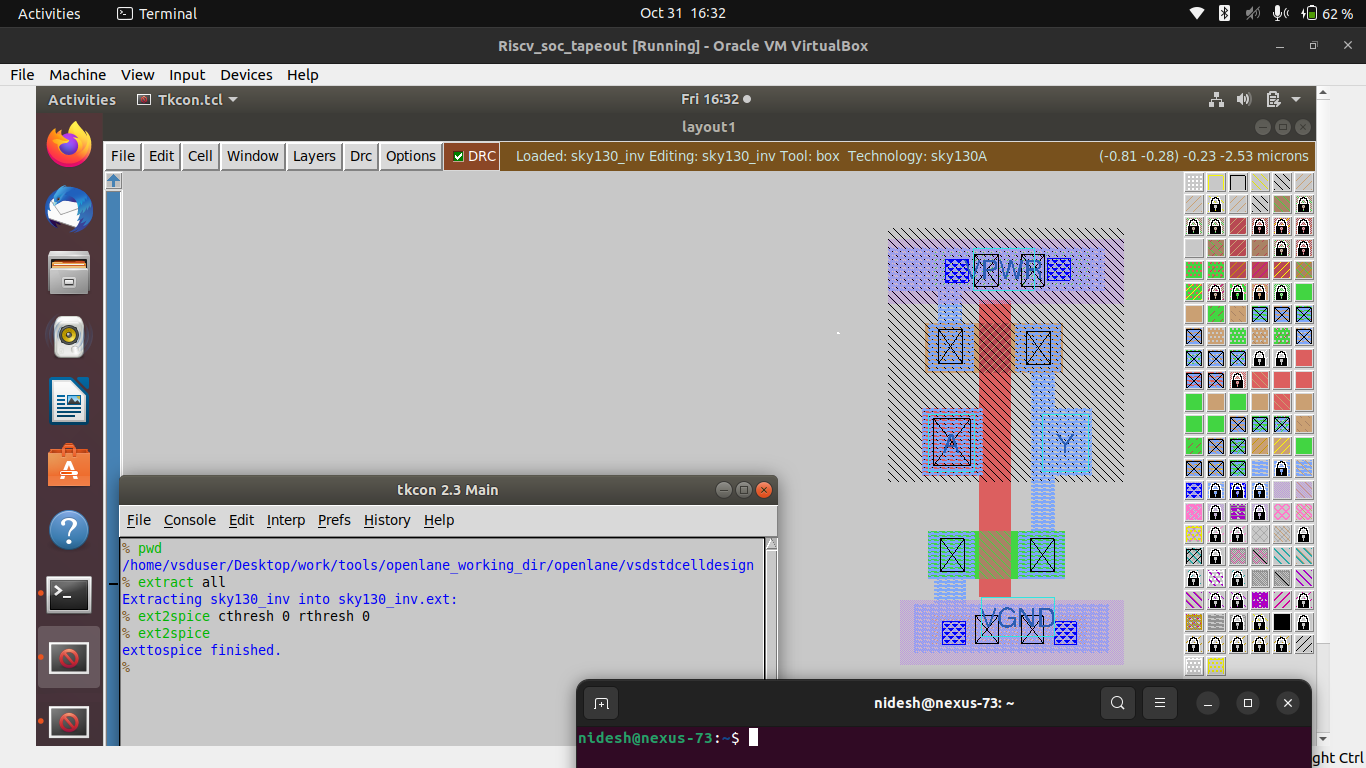 Activities Terminal Oct 31 16:32 62 %
Riscv_soc_tapeout [Running] - Oracle VM VirtualBox
File Machine View Input Devices Help
Activities Tkcon.tcl Fri 16:32
layout1
File Edit Cell Window Layers Drc Options DRC Loaded: sky130_inv Editing: sky130_inv Tool: box Technology: sky130A (-0.81 -0.28) -0.23 -2.53 microns
VPWR
A Y
VGND
tkcon 2.3 Main
File Console Edit Interp Prefs History Help
% pwd
/home/vsduser/Desktop/work/tools/openlane_working_dir/openlane/vsdstdcelldesign
% extract all
Extracting sky130_inv into sky130_inv.ext:
% ext2spice cthresh 0 rthresh 0
% ext2spice
exttospice finished.
%
nidesh@nexus-73: ~
nidesh@nexus-73:~$
ght Ctrl